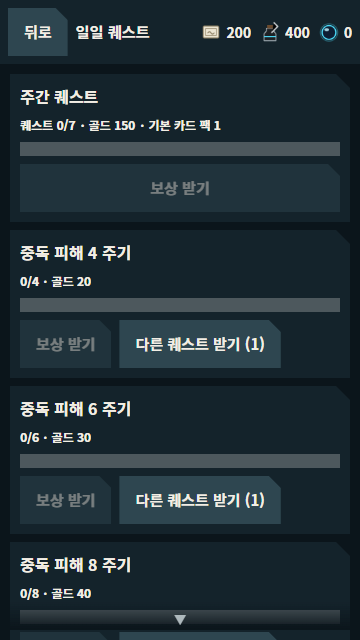 뒤로 일일 퀘스트 200 400 0
주간 퀘스트
퀘스트 0/7 · 골드 150 · 기본 카드 팩 1
보상 받기
중독 피해 4 주기
0/4 · 골드 20
보상 받기 다른 퀘스트 받기 (1)
중독 피해 6 주기
0/6 · 골드 30
보상 받기 다른 퀘스트 받기 (1)
중독 피해 8 주기
0/8 · 골드 40